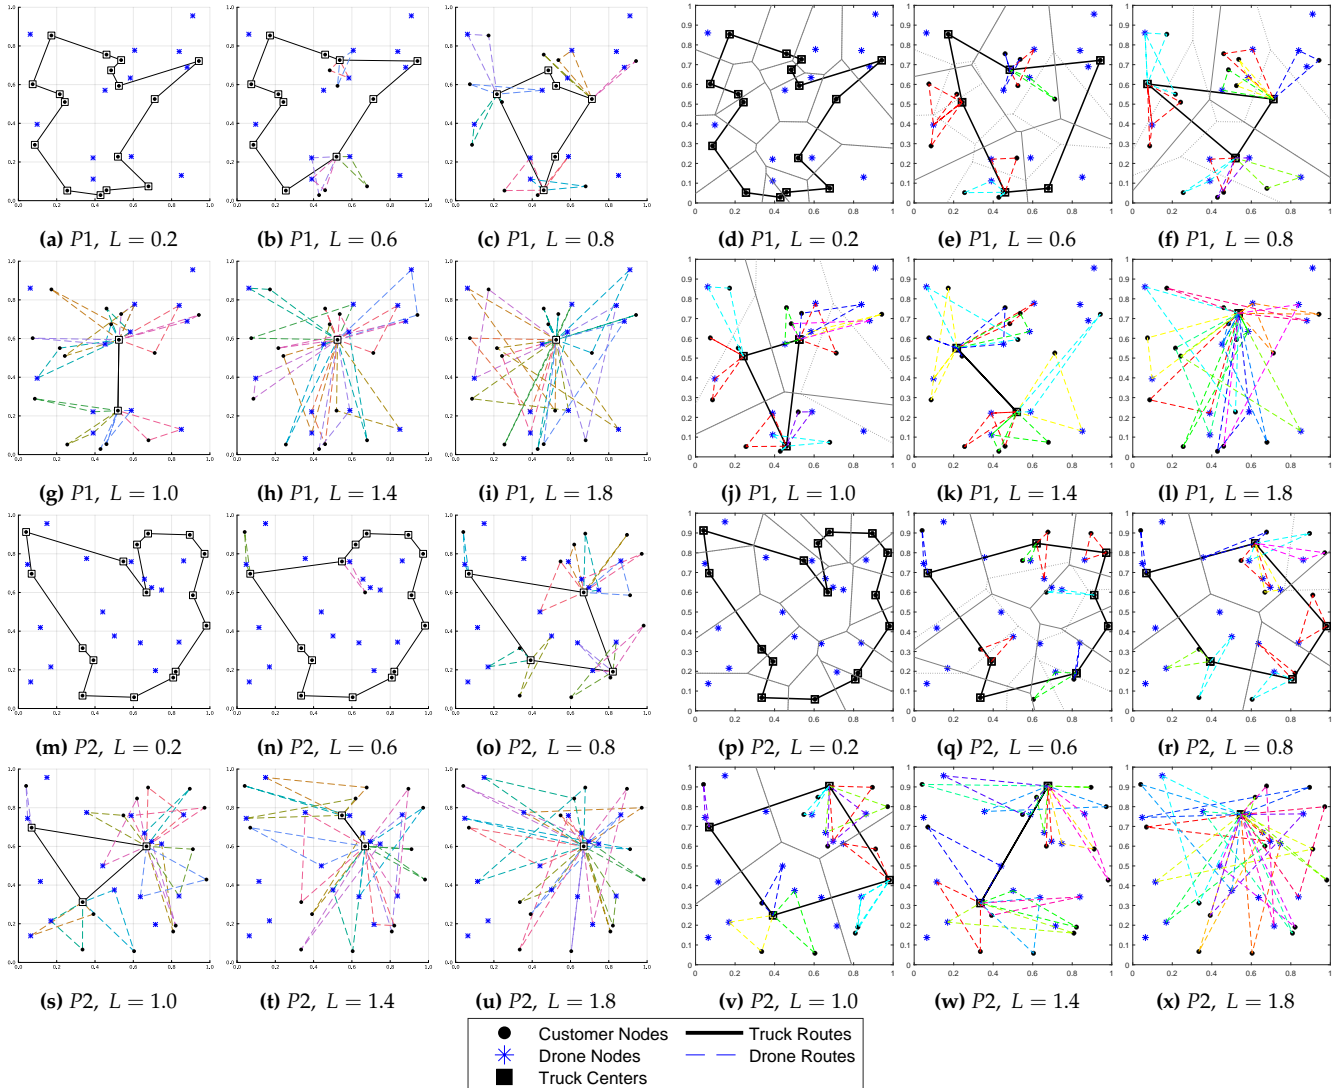 (a) P1, L = 0.2
(b) P1, L = 0.6
(c) P1, L = 0.8
(d) P1, L = 0.2
(e) P1, L = 0.6
(f) P1, L = 0.8
(g) P1, L = 1.0
(h) P1, L = 1.4
(i) P1, L = 1.8
(j) P1, L = 1.0
(k) P1, L = 1.4
(l) P1, L = 1.8
(m) P2, L = 0.2
(n) P2, L = 0.6
(o) P2, L = 0.8
(p) P2, L = 0.2
(q) P2, L = 0.6
(r) P2, L = 0.8
(s) P2, L = 1.0
(t) P2, L = 1.4
(u) P2, L = 1.8
(v) P2, L = 1.0
(w) P2, L = 1.4
(x) P2, L = 1.8
Customer Nodes
Truck Routes
Drone Nodes
Drone Routes
Truck Centers